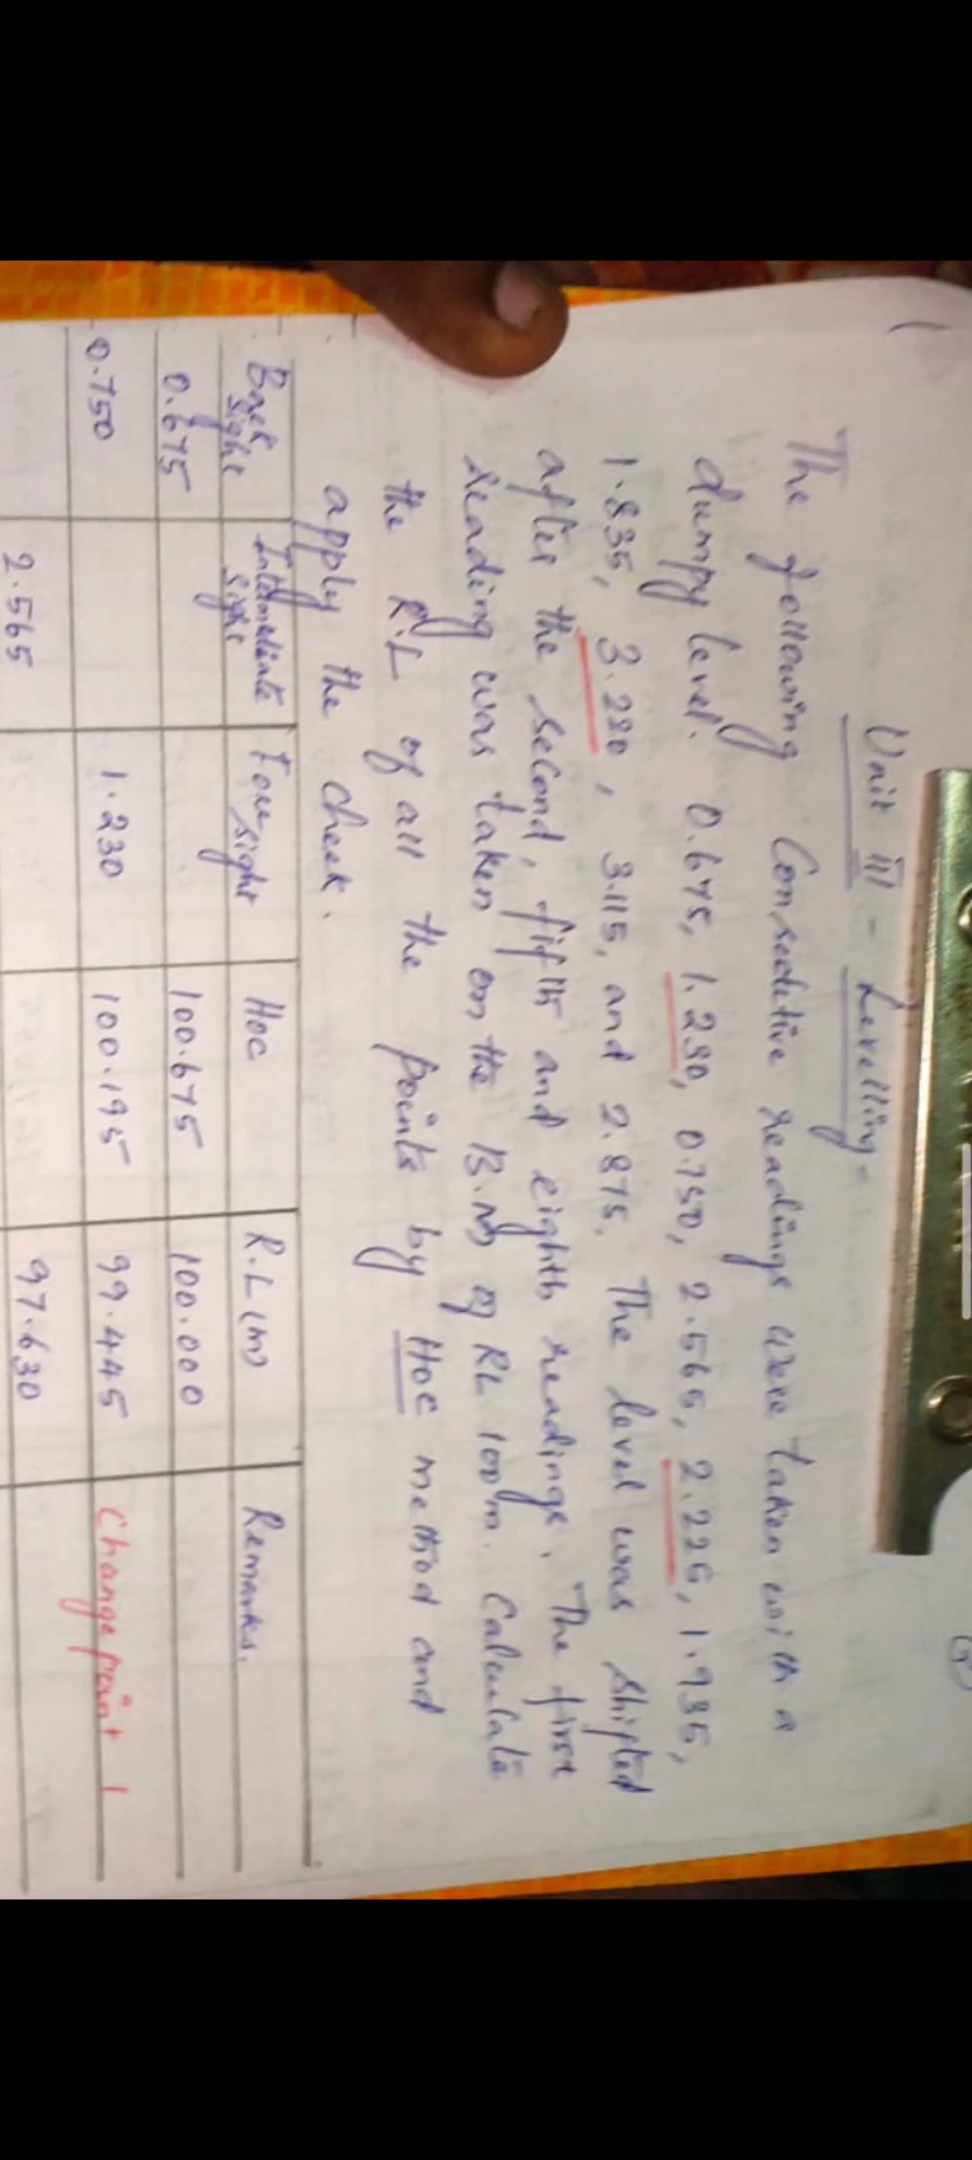 Unit III - Levelling -
The following Consecutive readings were taken with a
dumpy level. 0.675, 1.230, 0.750, 2.565, 2.225, 1.935,
1.835, 3.220, 3.115, and 2.875. The level was shifted
after the second, fifth and eighth readings. The first
reading was taken on the B.M of RL 100m. Calculate
the R.L of all the points by HOC method and
apply the check.
Back sight Intermediate sight Fore sight HOC R.L (m) Remarks.
0.675 100.675 100.000
0.750 1.230 100.195 99.445 Change point 1
2.565 97.630